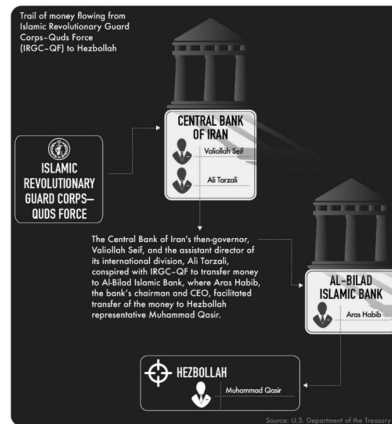 Trail of money flowing from
Islamic Revolutionary Guard
Corps–Quds Force
(IRGC-QF) to Hezbollah
CENTRAL BANK
OF IRAN
Valiollah Seif
Ali Tarzali
ISLAMIC
REVOLUTIONARY
GUARD CORPS–
QUDS FORCE
The Central Bank of Iran's then-governor,
Valiollah Seif, and the assistant director of
its international division, Ali Tarzali,
conspired with IRGC-QF to transfer money
to Al-Bilad Islamic Bank, where Aras Habib,
the bank's chairman and CEO, facilitated
transfer of the money to Hezbollah
representative Muhammad Qasir.
AL-BILAD
ISLAMIC BANK
Aras Habib
HEZBOLLAH
Muhammad Qasir
Source: U.S. Department of the Treasury